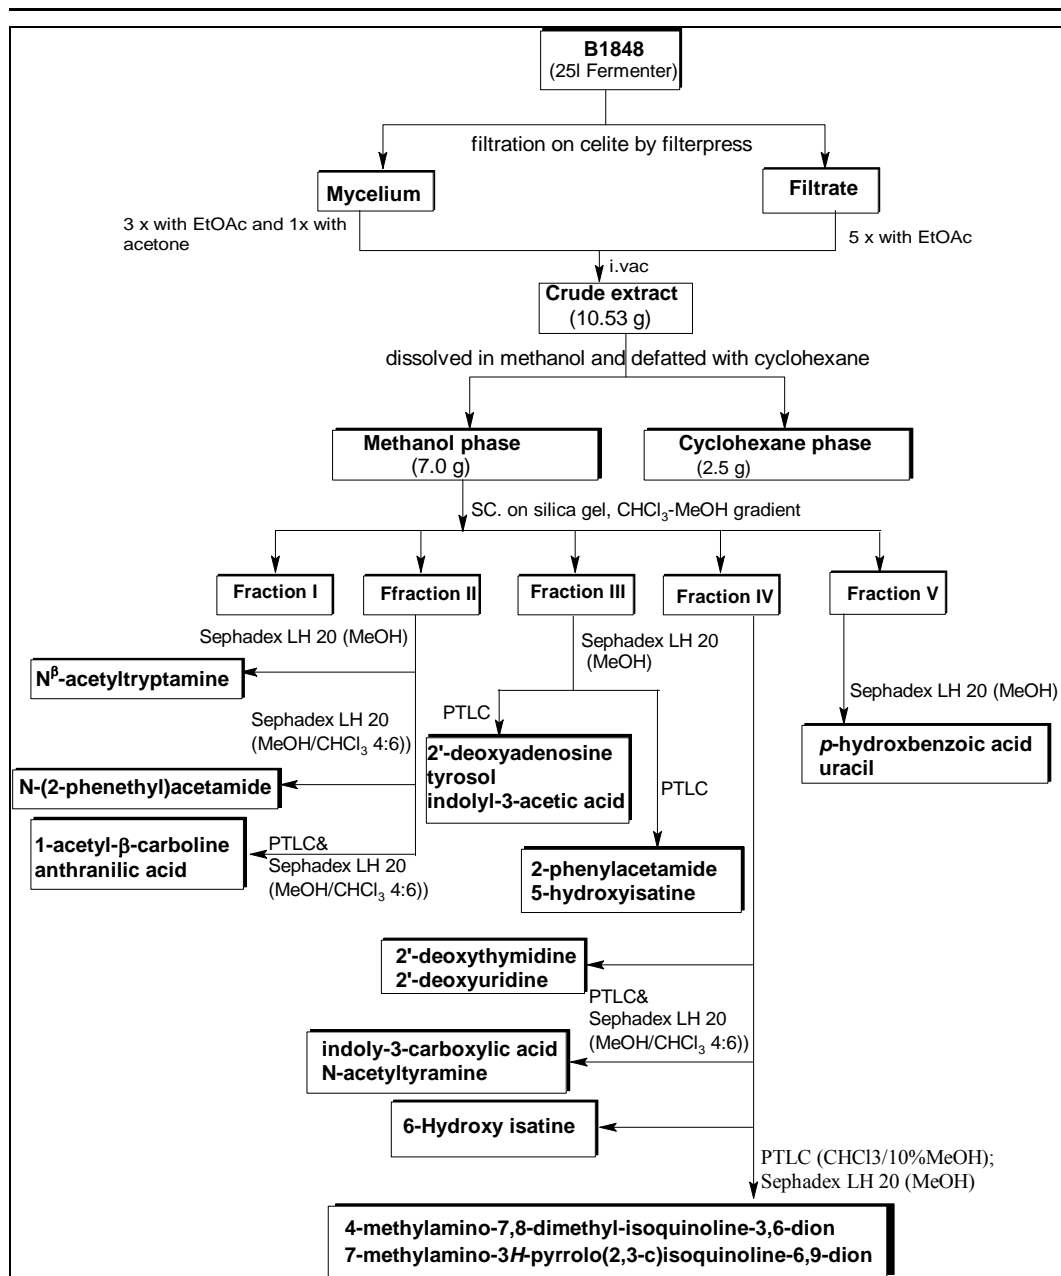 B1848
(25l Fermenter)
filtration on celite by filterpress
Mycelium
Filtrate
3 x with EtOAc and 1x with
acetone
5 x with EtOAc
i.vac
Crude extract
(10.53 g)
dissolved in methanol and defatted with cyclohexane
Methanol phase
(7.0 g)
Cyclohexane phase
(2.5 g)
SC. on silica gel, CHCl₃-MeOH gradient
Fraction I
Ffraction II
Fraction III
Fraction IV
Fraction V
Sephadex LH 20 (MeOH)
N^β-acetyltryptamine
Sephadex LH 20
(MeOH/CHCl₃ 4:6))
N-(2-phenethyl)acetamide
1-acetyl-β-carboline
anthranilic acid
PTLC&
Sephadex LH 20
(MeOH/CHCl₃ 4:6))
Sephadex LH 20
(MeOH)
PTLC
2'-deoxyadenosine
tyrosol
indolyl-3-acetic acid
PTLC
2-phenylacetamide
5-hydroxyisatine
Sephadex LH 20 (MeOH)
p-hydroxbenzoic acid
uracil
2'-deoxythymidine
2'-deoxyuridine
PTLC&
Sephadex LH 20
(MeOH/CHCl₃ 4:6))
indoly-3-carboxylic acid
N-acetyltyramine
6-Hydroxy isatine
PTLC (CHCl3/10%MeOH);
Sephadex LH 20 (MeOH)
4-methylamino-7,8-dimethyl-isoquinoline-3,6-dion
7-methylamino-3H-pyrrolo(2,3-c)isoquinoline-6,9-dion